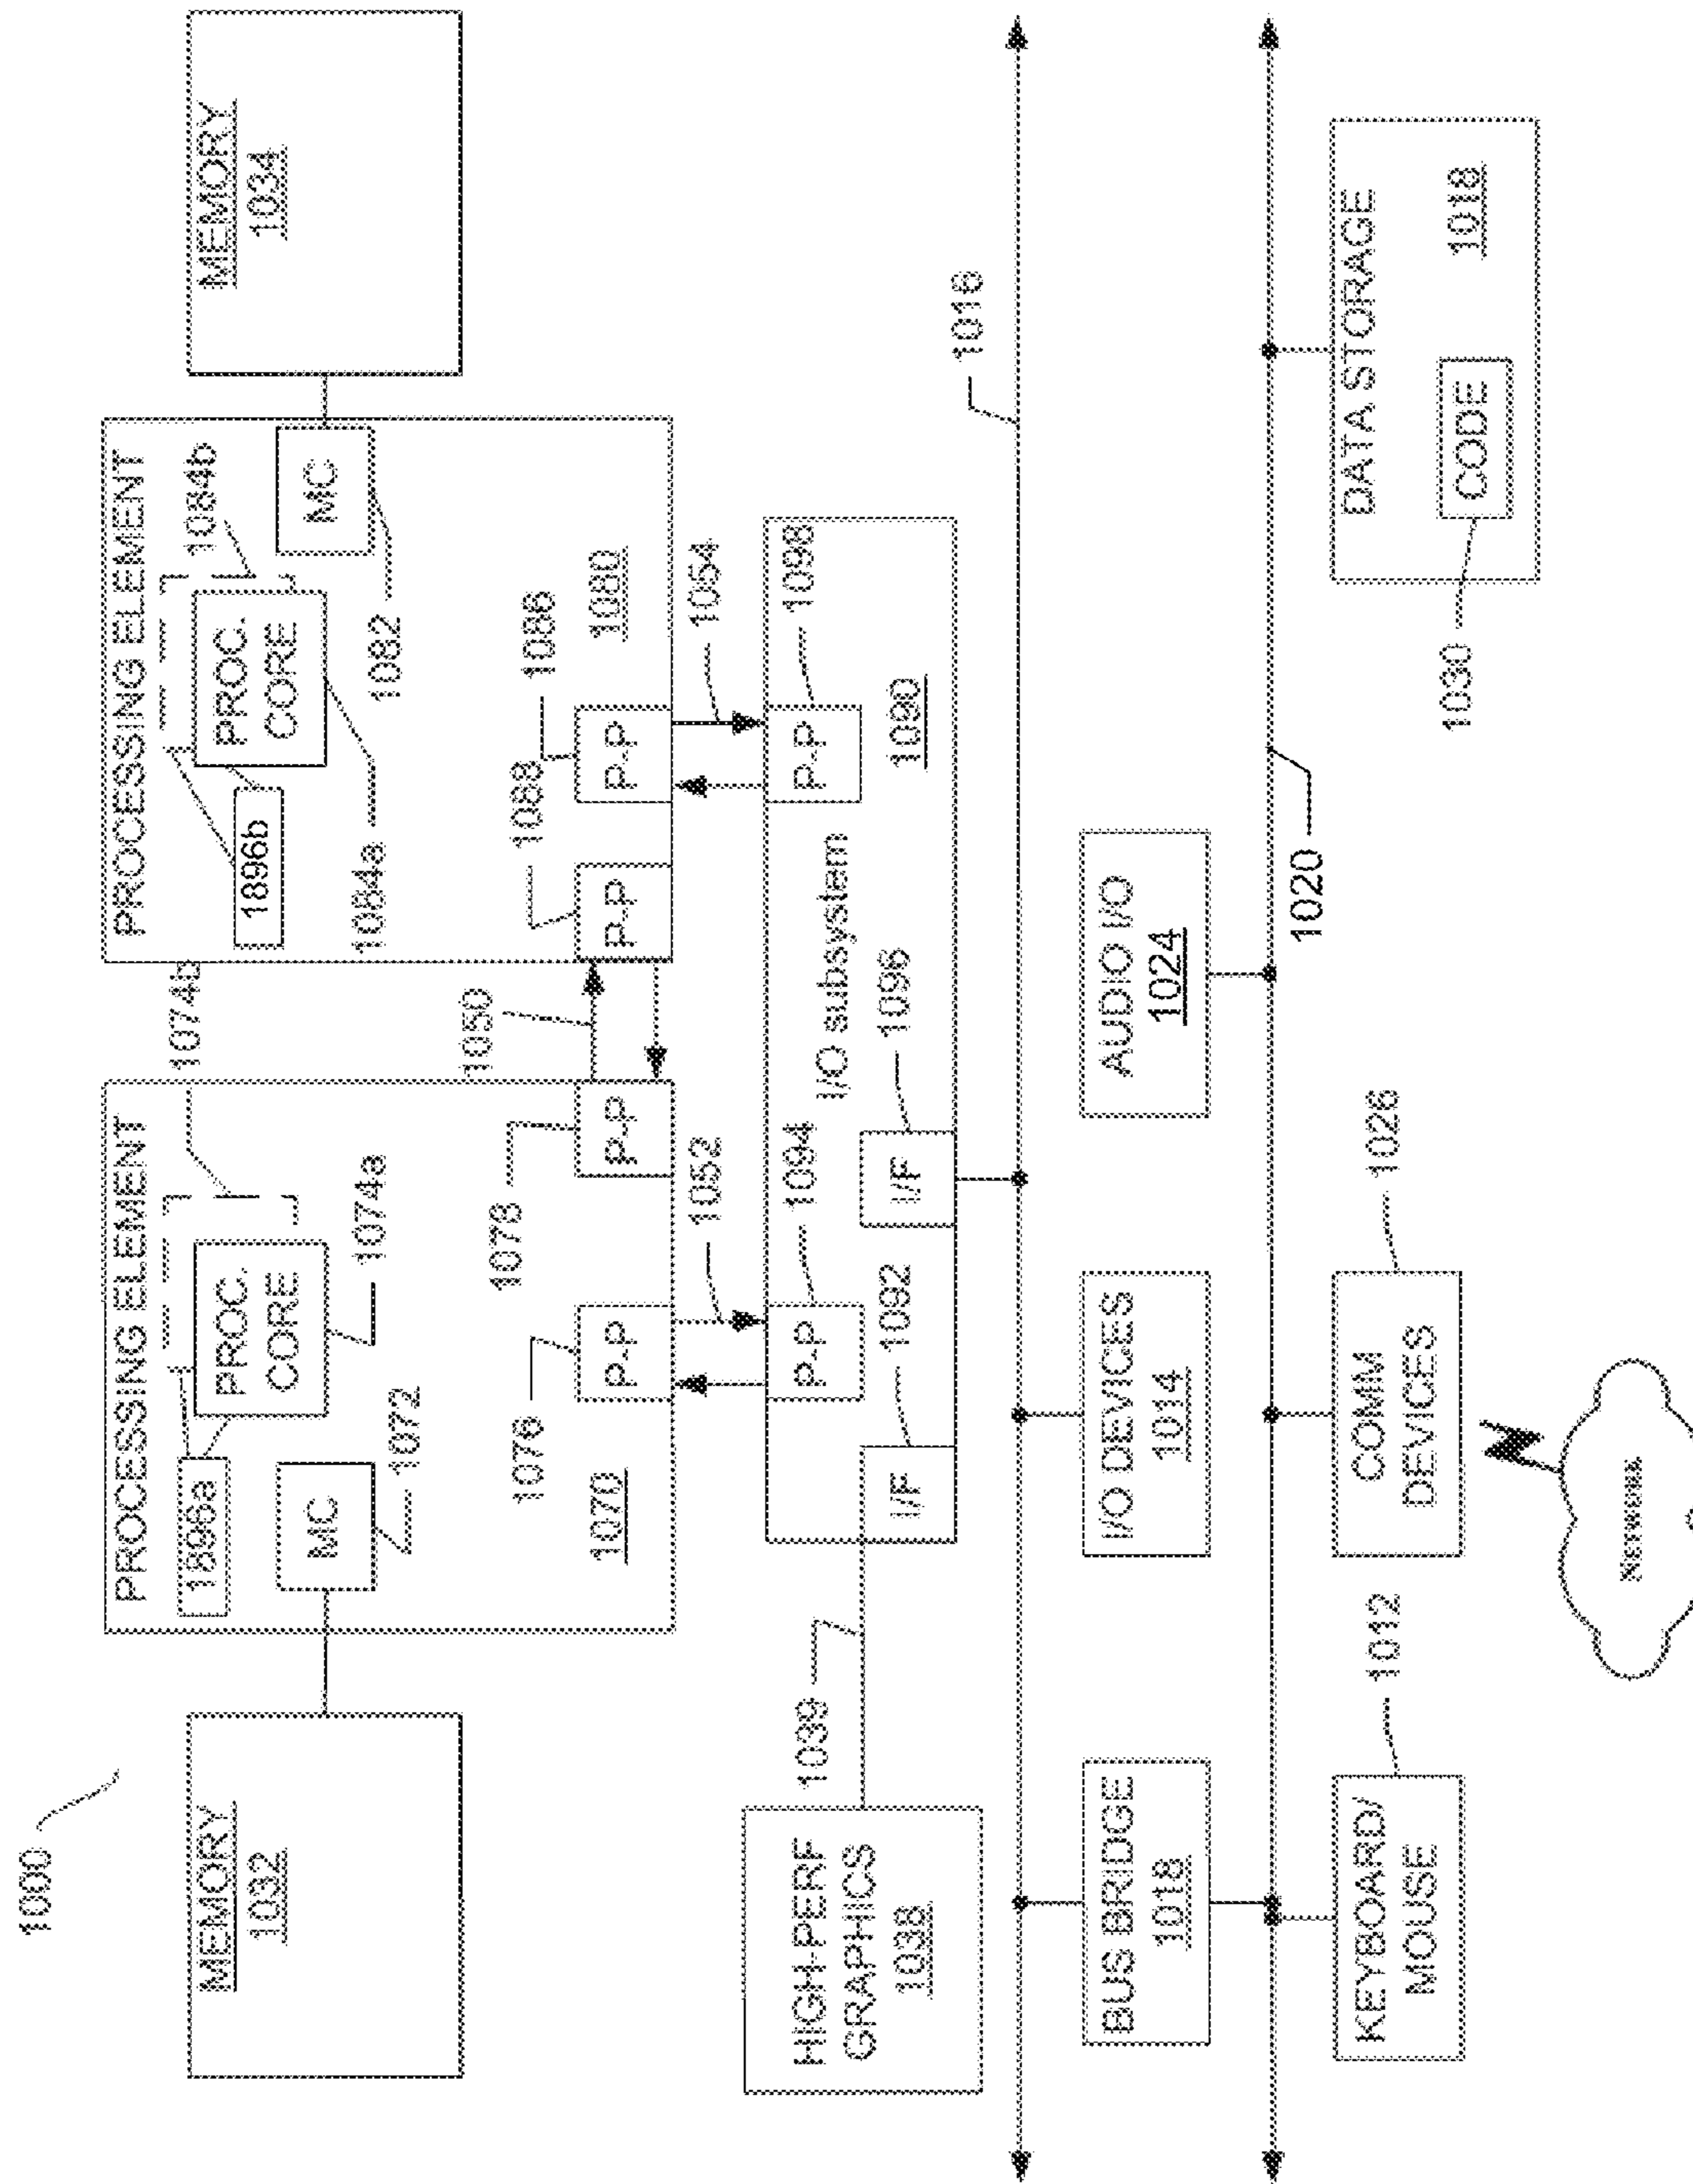 1000
MEMORY
1032
PROCESSING ELEMENT
1896a
PROC.
CORE
MC
1072
1074a
1074b
1076
P-P
1070
1078
P-P
1050
PROCESSING ELEMENT
1896b
PROC.
CORE
1084b
1084a
MC
1082
1088
P-P
1086
P-P
1080
MEMORY
1034
HIGH-PERF
GRAPHICS
1038
1039
1052
P-P
1094
I/O subsystem
1054
P-P
1098
1090
I/F
1092
I/F
1096
1016
BUS BRIDGE
1018
I/O DEVICES
1014
AUDIO I/O
1024
1020
KEYBOARD/
MOUSE
1012
COMM
DEVICES
1026
DATA STORAGE
1018
CODE
1030
NETWORK